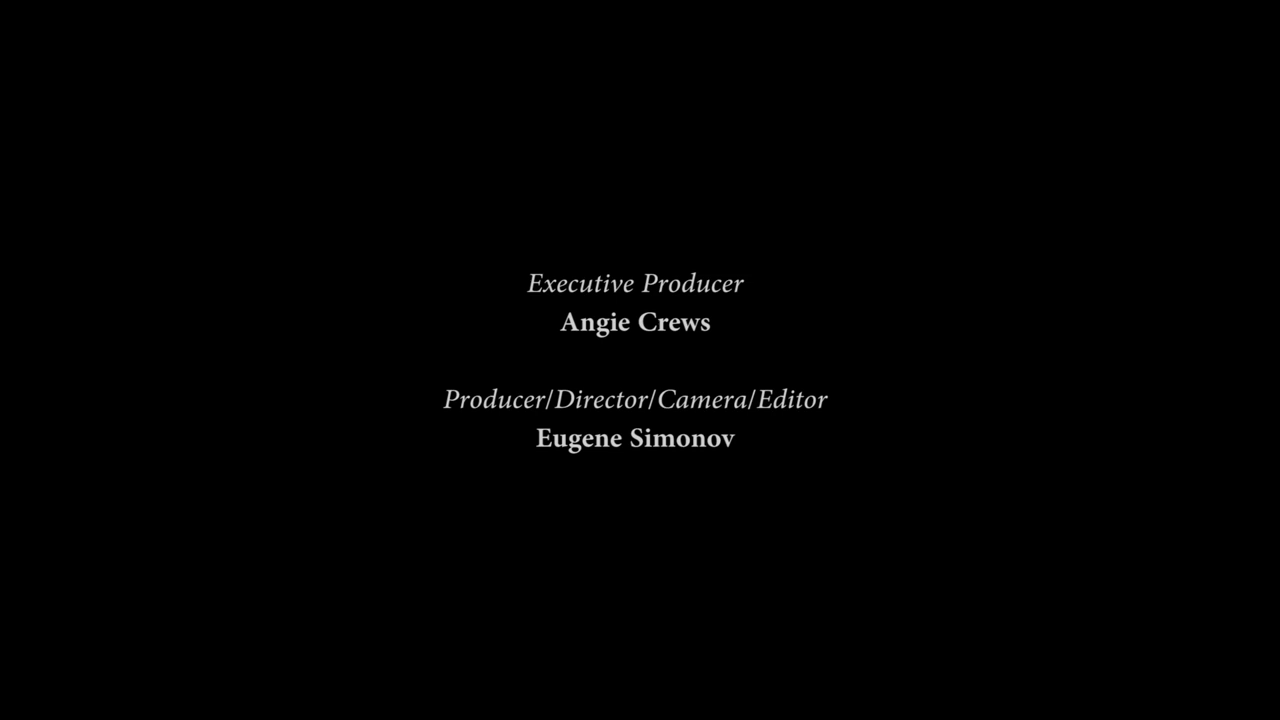 Executive Producer
Angie Crews
Producer/Director/Camera/Editor
Eugene Simonov